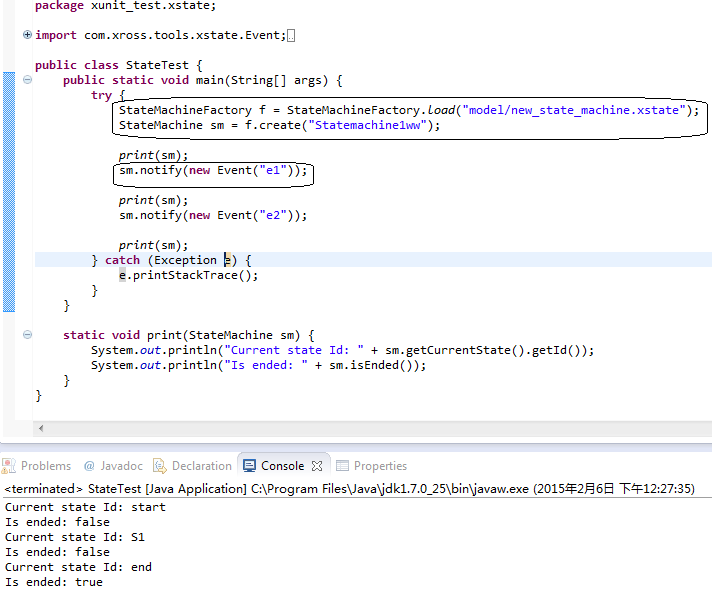 package xunit_test.xstate;
import com.xross.tools.xstate.Event;
public class StateTest {
public static void main(String[] args) {
try {
StateMachineFactory f = StateMachineFactory.load("model/new_state_machine.xstate");
StateMachine sm = f.create("Statemachine1ww");
print(sm);
sm.notify(new Event("e1"));
print(sm);
sm.notify(new Event("e2"));
print(sm);
} catch (Exception e) {
e.printStackTrace();
}
}
static void print(StateMachine sm) {
System.out.println("Current state Id: " + sm.getCurrentState().getId());
System.out.println("Is ended: " + sm.isEnded());
}
}
Problems @ Javadoc Declaration Console Properties
<terminated> StateTest [Java Application] C:\Program Files\Java\jdk1.7.0_25\bin\javaw.exe (2015年2月6日 下午12:27:35)
Current state Id: start
Is ended: false
Current state Id: S1
Is ended: false
Current state Id: end
Is ended: true